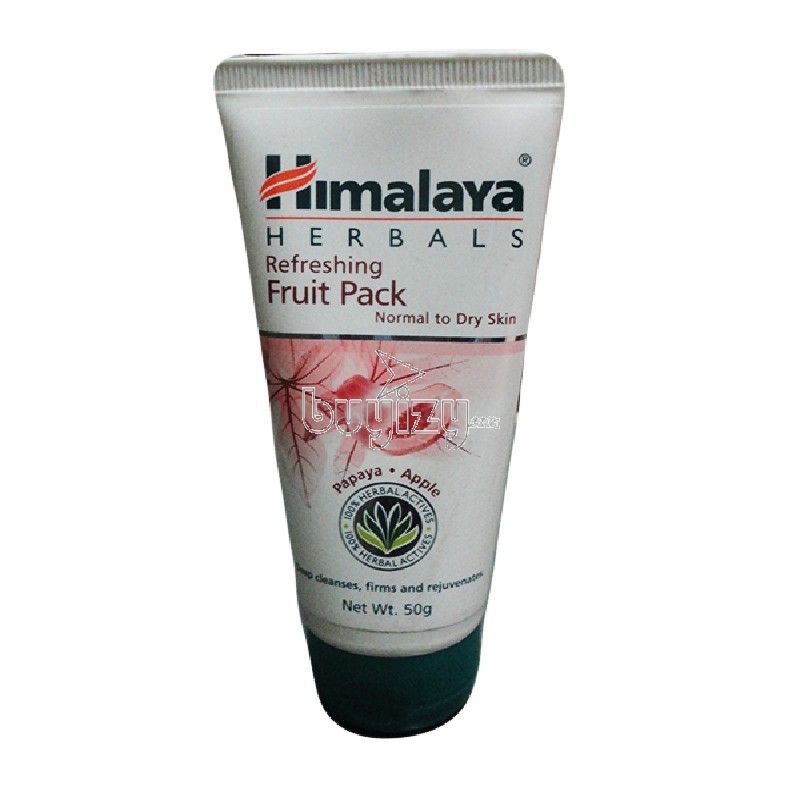 Himalaya®
HERBALS
Refreshing
Fruit Pack
Normal to Dry Skin
buyizy
Papaya • Apple
100% HERBAL ACTIVES
100% HERBAL ACTIVES
Deep cleanses, firms and rejuvenates
Net Wt. 50g